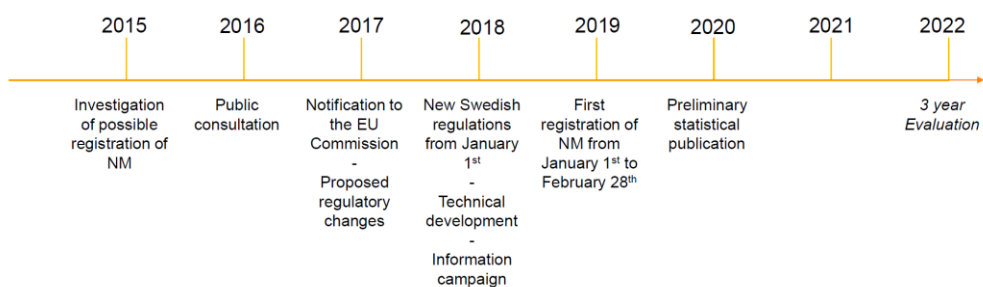 2015 2016 2017 2018 2019 2020 2021 2022
Investigation
of possible
registration of
NM
Public
consultation
Notification to
the EU
Commission
-
Proposed
regulatory
changes
New Swedish
regulations
from January
1st
-
Technical
development
-
Information
campaign
First
registration of
NM from
January 1st to
February 28th
Preliminary
statistical
publication
3 year
Evaluation